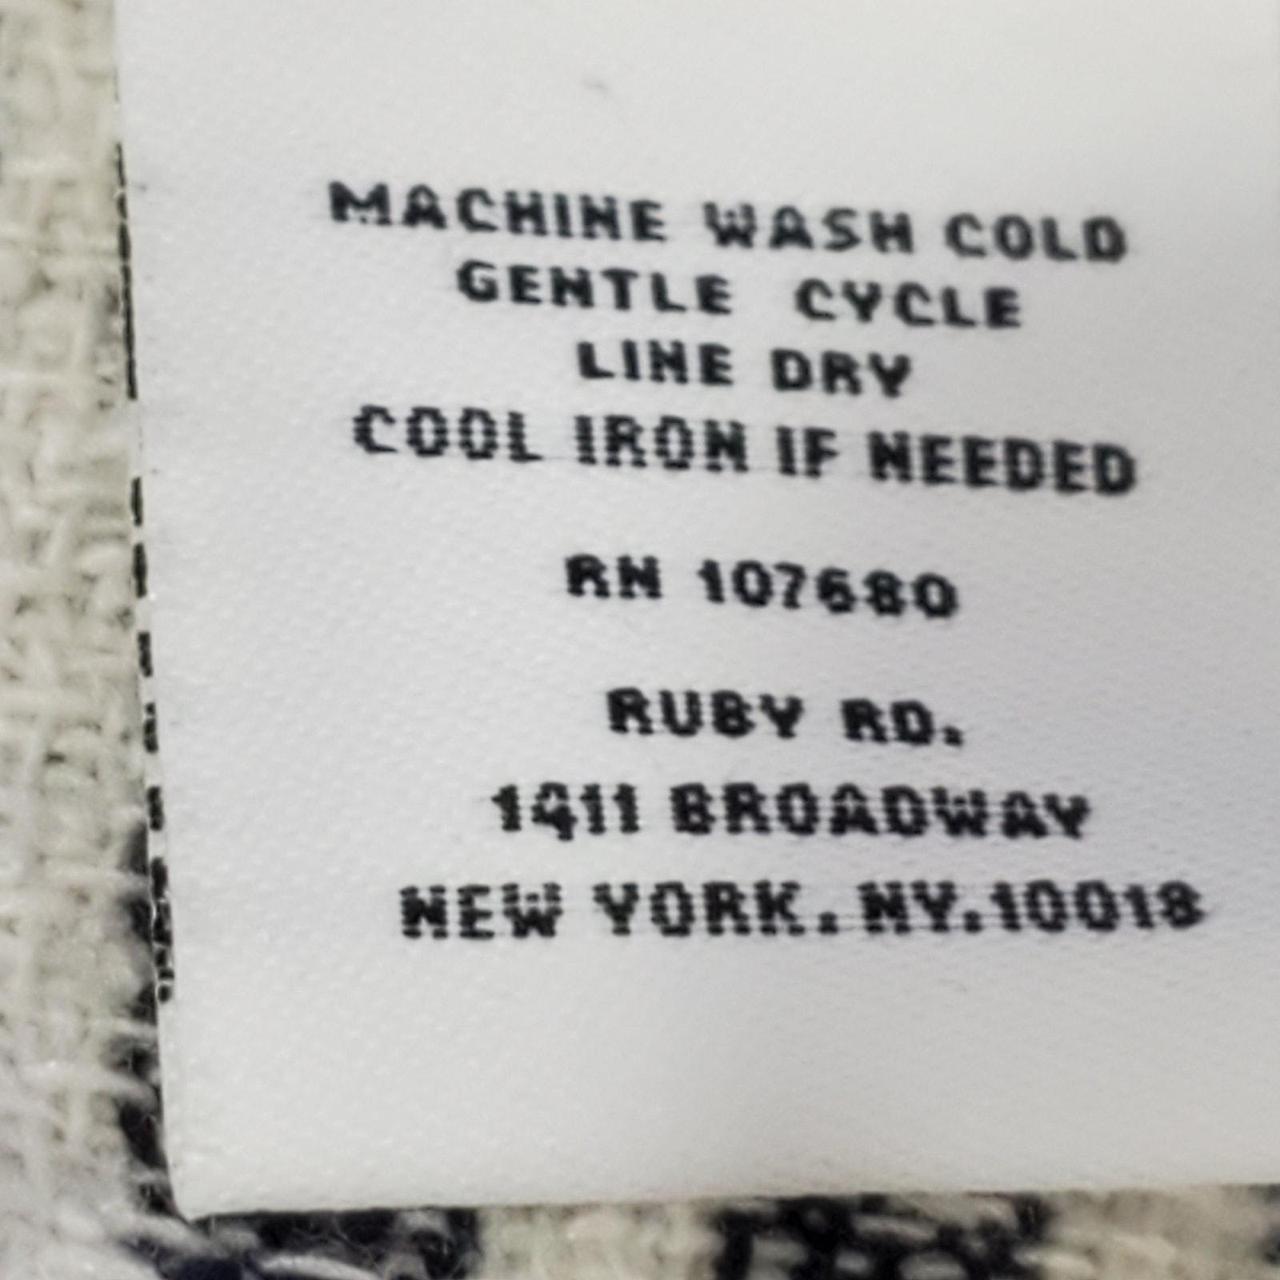 MACHINE WASH COLD
GENTLE CYCLE
LINE DRY
COOL IRON IF NEEDED
RN 107680
RUBY RD.
1411 BROADWAY
NEW YORK. NY.10018